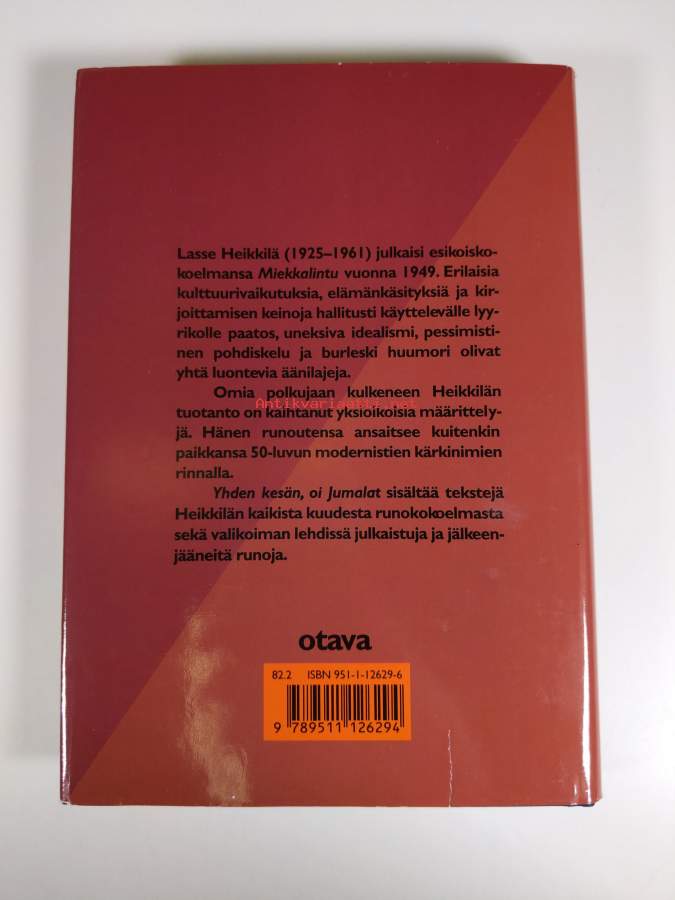 Lasse Heikkilä (1925–1961) julkaisi esikoisko-
koelmansa Miekkalintu vuonna 1949. Erilaisia
kulttuurivaikutuksia, elämänkäsityksiä ja kir-
joittamisen keinoja hallitusti käyttelevälle lyy-
rikolle paatos, uneksiva idealismi, pessimisti-
nen pohdiskelu ja burleski huumori olivat
yhtä luontevia äänilajeja.
Omia polkujaan kulkeneen Heikkilän
Antikvariaatti.net
tuotanto on kaihtanut yksioikoisia määrittely-
jä. Hänen runoutensa ansaitsee kuitenkin
paikkansa 50-luvun modernistien kärkinimien
rinnalla.
Yhden kesän, oi Jumalat sisältää tekstejä
Heikkilän kaikista kuudesta runokokoelmasta
sekä valikoiman lehdissä julkaistuja ja jälkeen-
jääneitä runoja.
otava
82.2 ISBN 951-1-12629-6
9 789511 126294